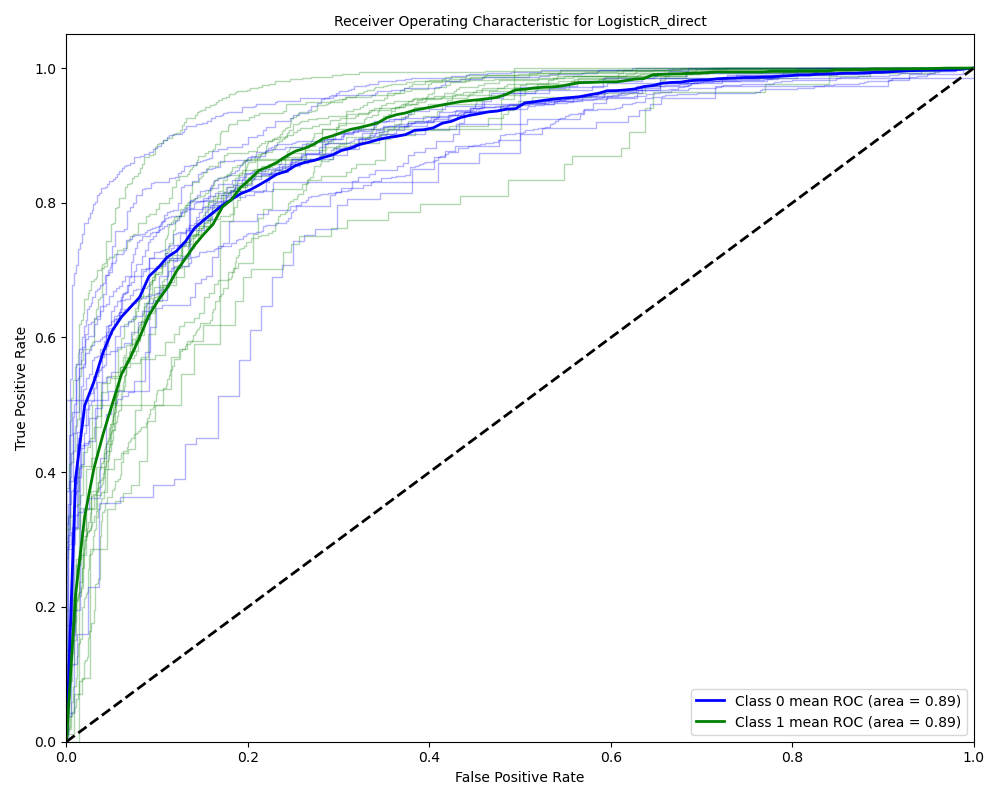 Receiver Operating Characteristic for LogisticR_direct
True Positive Rate
1.0
0.8
0.6
0.4
0.2
0.0
0.0 0.2 0.4 0.6 0.8 1.0
False Positive Rate
Class 0 mean ROC (area = 0.89)
Class 1 mean ROC (area = 0.89)